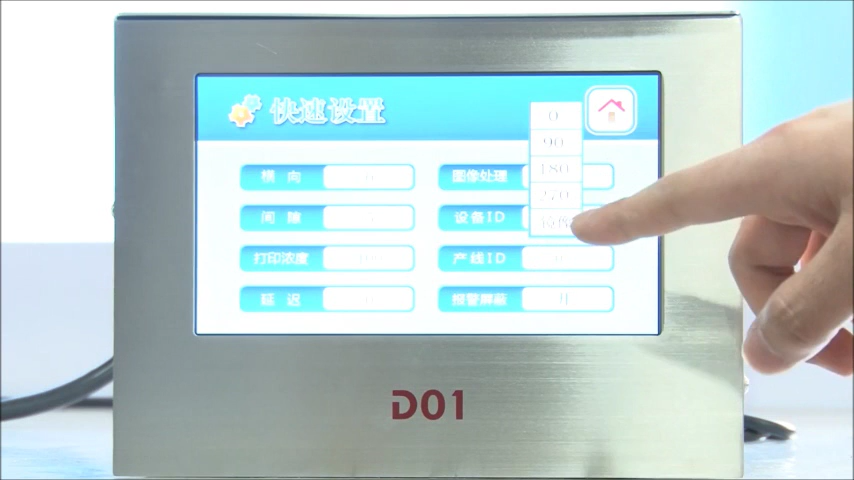 快速设置
0
90
180
270
横 向
图像处理
间 隙
设备ID
打印浓度
产线ID
延 迟
报警屏蔽
D01